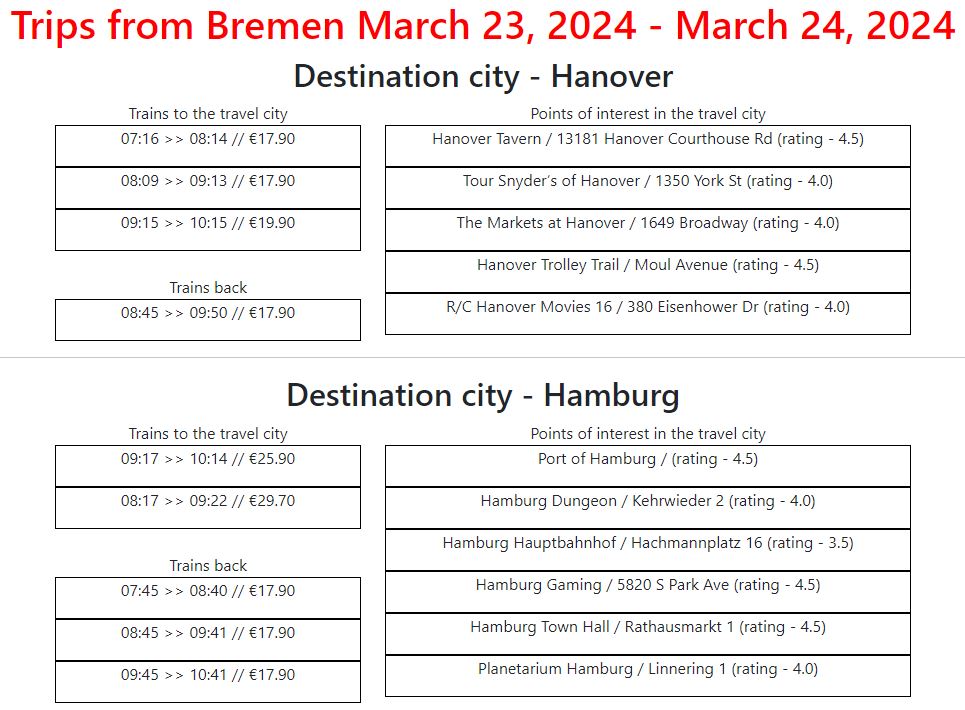 Trips from Bremen March 23, 2024 - March 24, 2024
Destination city - Hanover
Trains to the travel city
07:16 >> 08:14 // €17.90
08:09 >> 09:13 // €17.90
09:15 >> 10:15 // €19.90
Trains back
08:45 >> 09:50 // €17.90
Points of interest in the travel city
Hanover Tavern / 13181 Hanover Courthouse Rd (rating - 4.5)
Tour Snyder's of Hanover / 1350 York St (rating - 4.0)
The Markets at Hanover / 1649 Broadway (rating - 4.0)
Hanover Trolley Trail / Moul Avenue (rating - 4.5)
R/C Hanover Movies 16 / 380 Eisenhower Dr (rating - 4.0)
Destination city - Hamburg
Trains to the travel city
09:17 >> 10:14 // €25.90
08:17 >> 09:22 // €29.70
Trains back
07:45 >> 08:40 // €17.90
08:45 >> 09:41 // €17.90
09:45 >> 10:41 // €17.90
Points of interest in the travel city
Port of Hamburg / (rating - 4.5)
Hamburg Dungeon / Kehrwieder 2 (rating - 4.0)
Hamburg Hauptbahnhof / Hachmannplatz 16 (rating - 3.5)
Hamburg Gaming / 5820 S Park Ave (rating - 4.5)
Hamburg Town Hall / Rathausmarkt 1 (rating - 4.5)
Planetarium Hamburg / Linnering 1 (rating - 4.0)